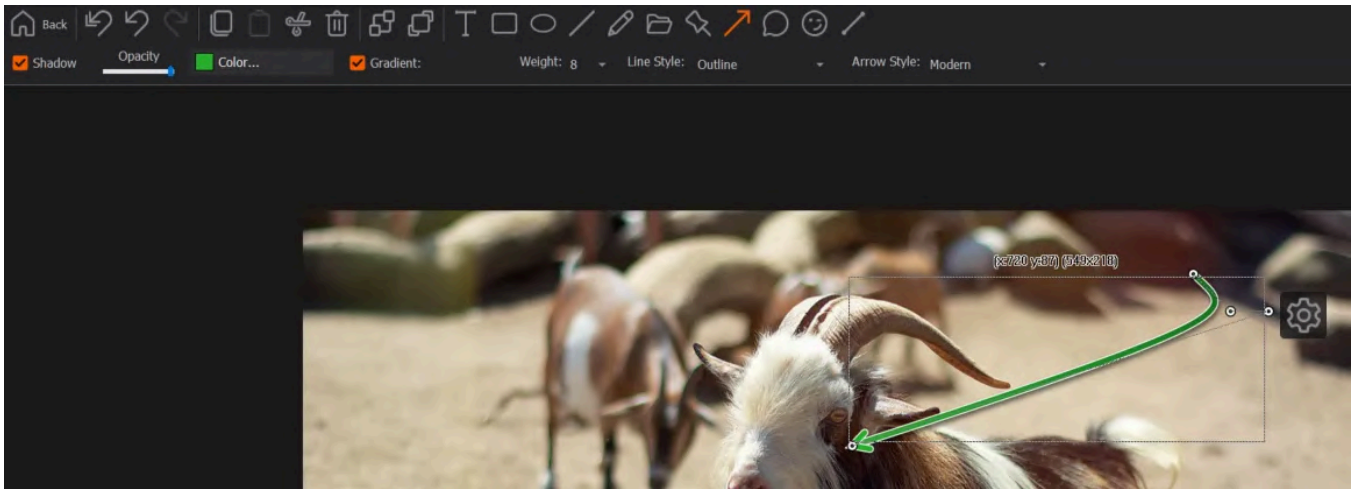 Back
Shadow Opacity Color... Gradient: Weight: 8 Line Style: Outline Arrow Style: Modern
(x:720 y:87) (549x218)